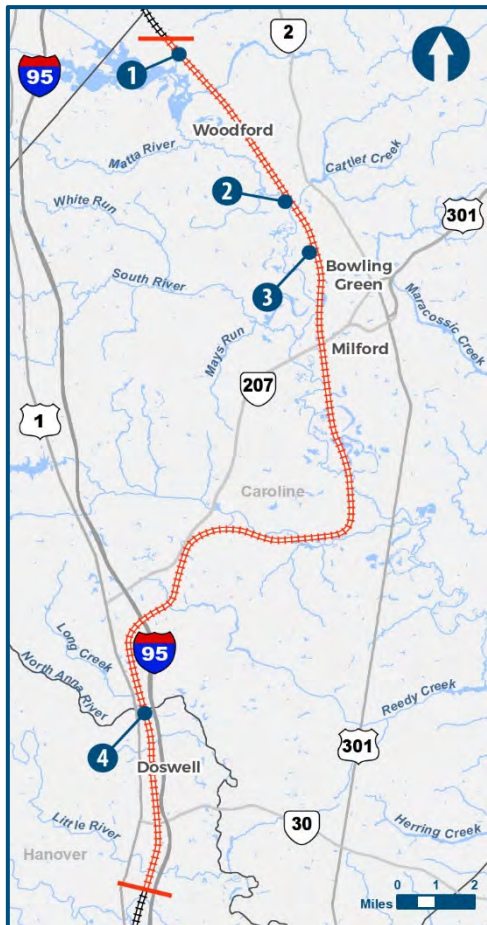 2
95
1
Woodford
Matta River
Cattlet Creek
2
White Run
301
3
Bowling
Green
South River
Maracossic Creek
Mays Run
Milford
207
1
Caroline
95
Long Creek
North Anna River
Reedy Creek
4
301
Doswell
Little River
30
Herring Creek
Hanover
0 1 2
Miles